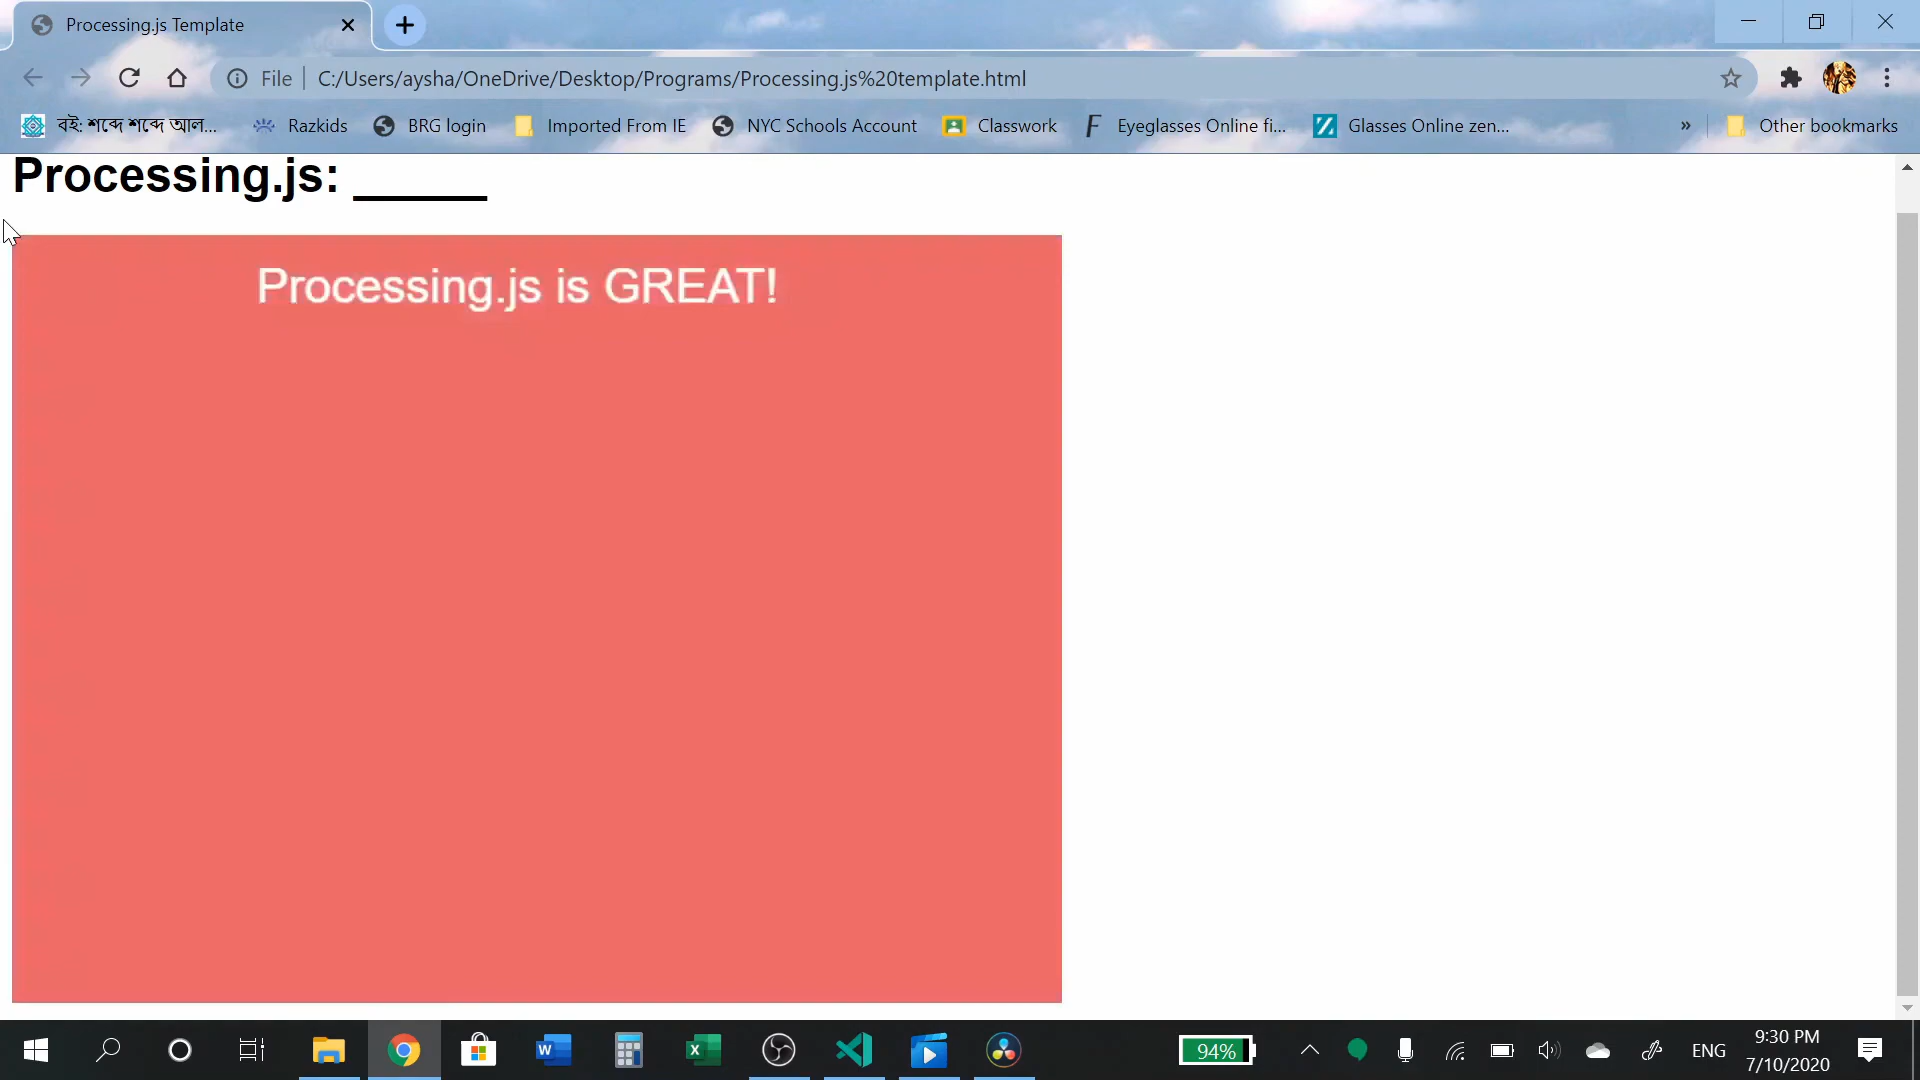 Processing.js Template
File
C:/Users/aysha/OneDrive/Desktop/Programs/Processing.js%20template.html
বই: শব্দে শব্দে আল...
Razkids
BRG login
Imported From IE
NYC Schools Account
Classwork
Eyeglasses Online fi...
Glasses Online zen...
»
Other bookmarks
Processing.js: _____
Processing.js is GREAT!
94%
ENG
9:30 PM
7/10/2020